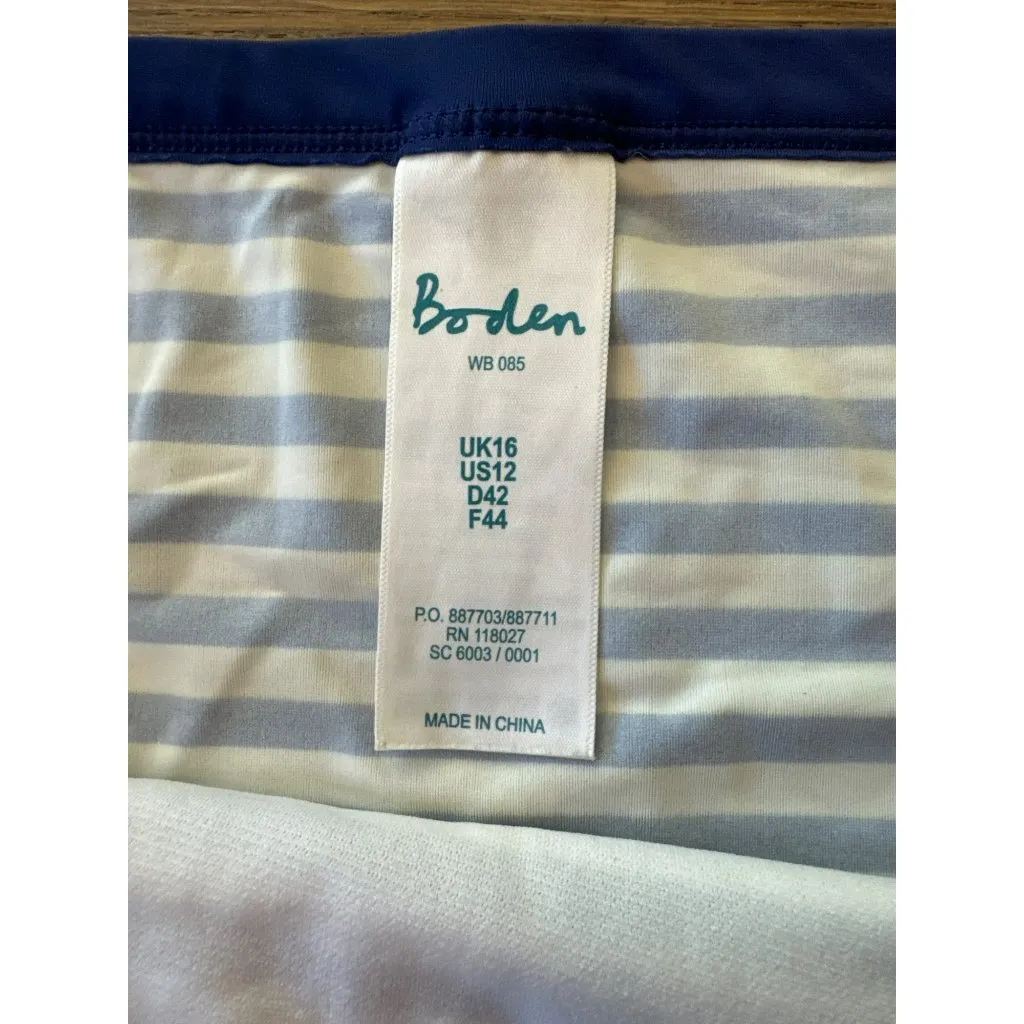 Boden
WB 085
UK16
US12
D42
F44
P.O. 887703/887711
RN 118027
SC 6003 / 0001
MADE IN CHINA